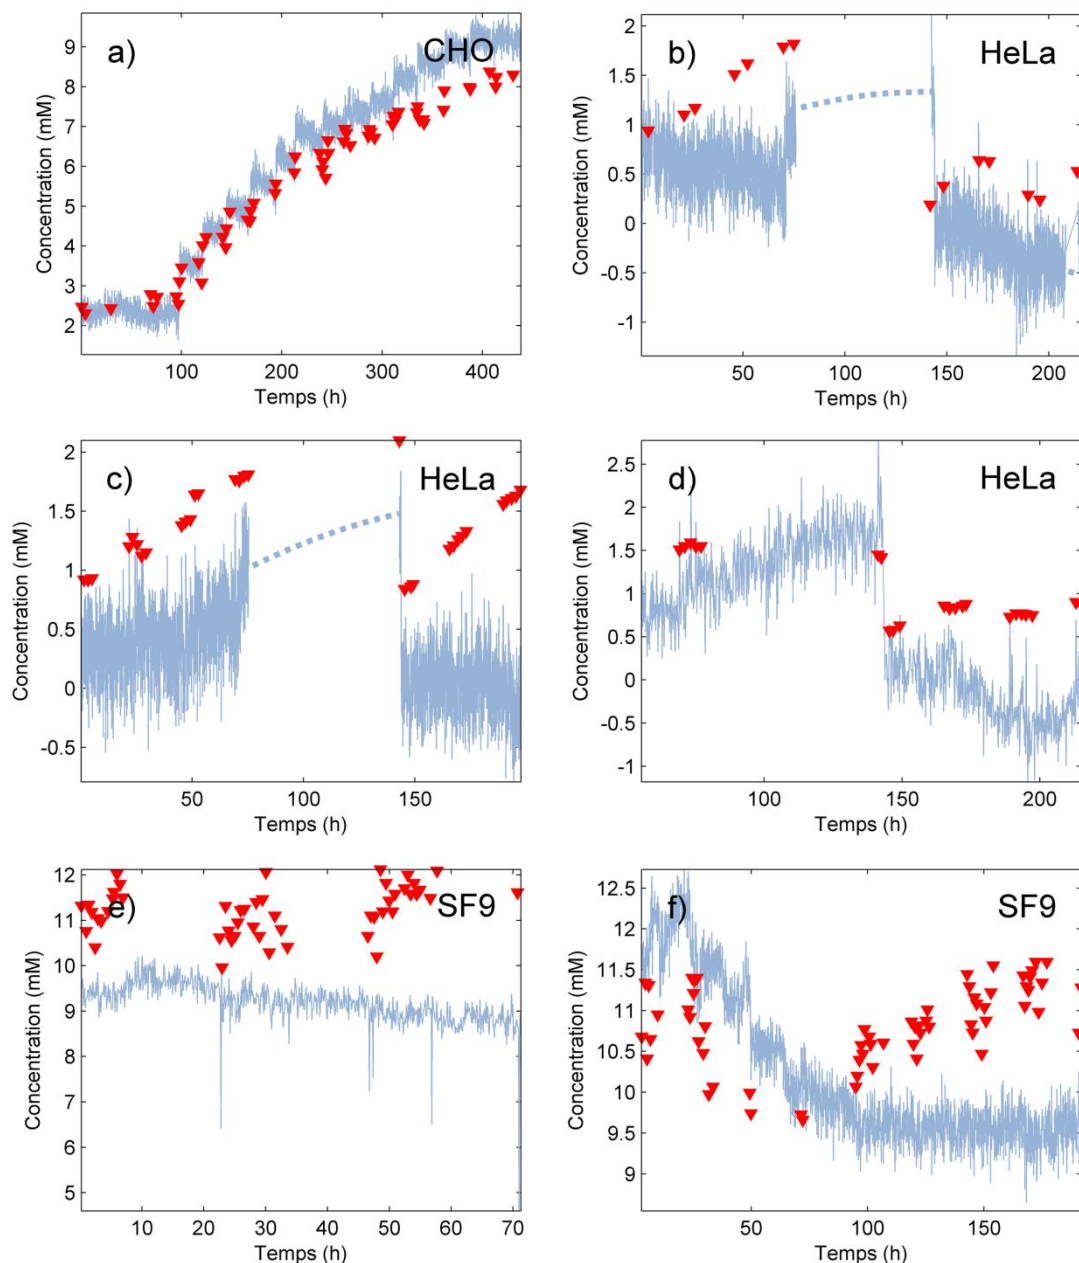 a)
CHO
Concentration (mM)
9
8
7
6
5
4
3
2
100
200
300
400
Temps (h)
b)
HeLa
Concentration (mM)
2
1.5
1
0.5
0
-0.5
-1
50
100
150
200
Temps (h)
c)
HeLa
Concentration (mM)
2
1.5
1
0.5
0
-0.5
50
100
150
Temps (h)
d)
HeLa
Concentration (mM)
2.5
2
1.5
1
0.5
0
-0.5
-1
100
150
200
Temps (h)
e)
SF9
Concentration (mM)
12
11
10
9
8
7
6
5
10
20
30
40
50
60
70
Temps (h)
f)
SF9
Concentration (mM)
12.5
12
11.5
11
10.5
10
9.5
9
50
100
150
Temps (h)